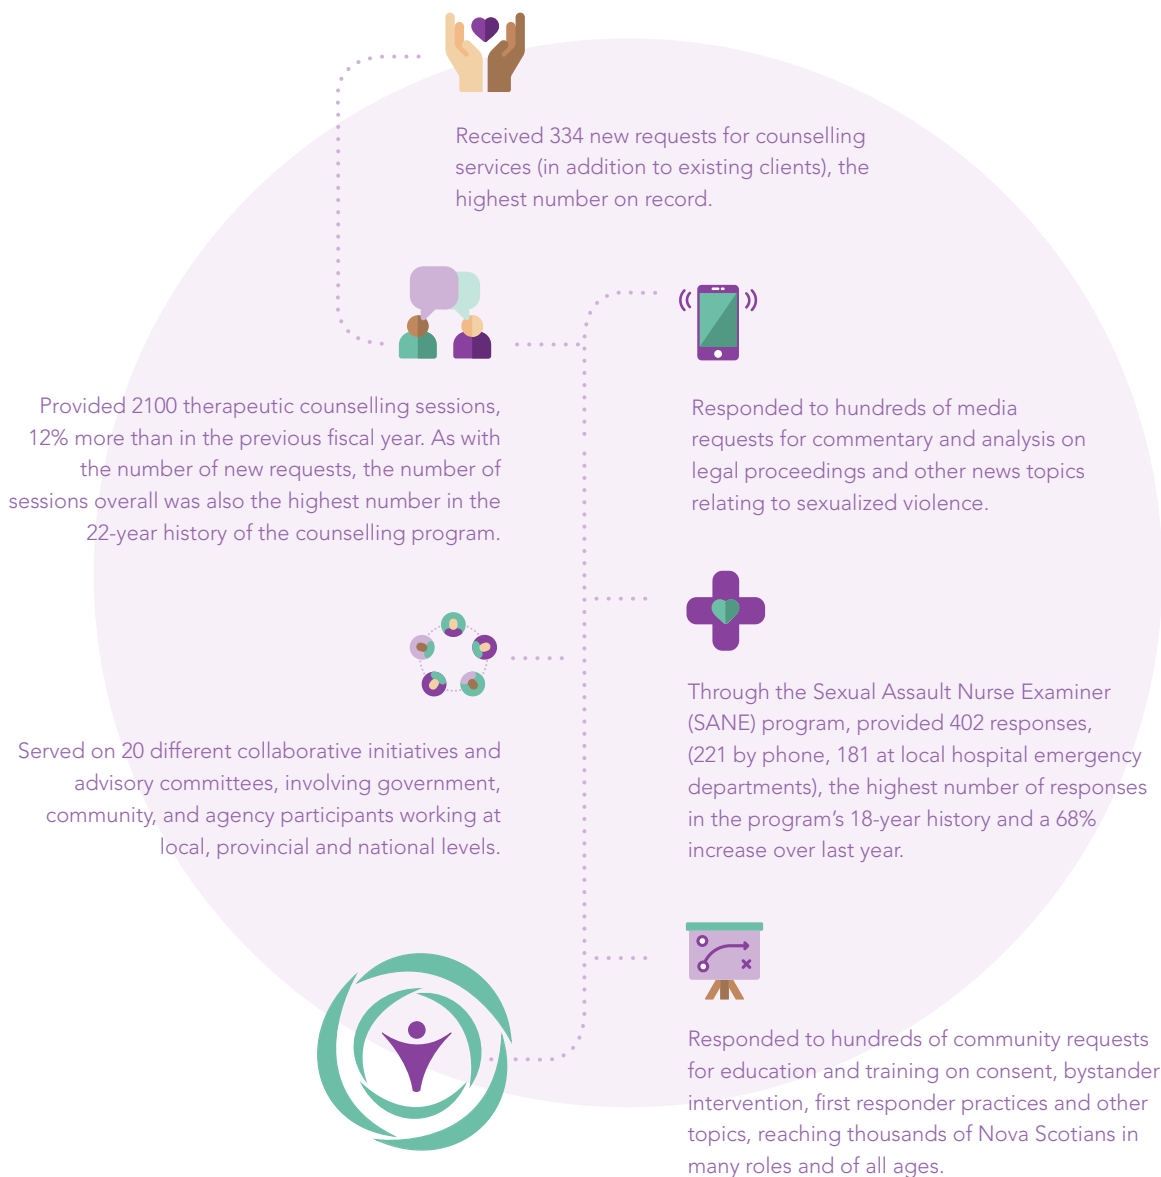 Received 334 new requests for counselling
services (in addition to existing clients), the
highest number on record.
Provided 2100 therapeutic counselling sessions,
12% more than in the previous fiscal year. As with
the number of new requests, the number of
sessions overall was also the highest number in the
22-year history of the counselling program.
Responded to hundreds of media
requests for commentary and analysis on
legal proceedings and other news topics
relating to sexualized violence.
Served on 20 different collaborative initiatives and
advisory committees, involving government,
community, and agency participants working at
local, provincial and national levels.
Through the Sexual Assault Nurse Examiner
(SANE) program, provided 402 responses,
(221 by phone, 181 at local hospital emergency
departments), the highest number of responses
in the program’s 18-year history and a 68%
increase over last year.
Responded to hundreds of community requests
for education and training on consent, bystander
intervention, first responder practices and other
topics, reaching thousands of Nova Scotians in
many roles and of all ages.